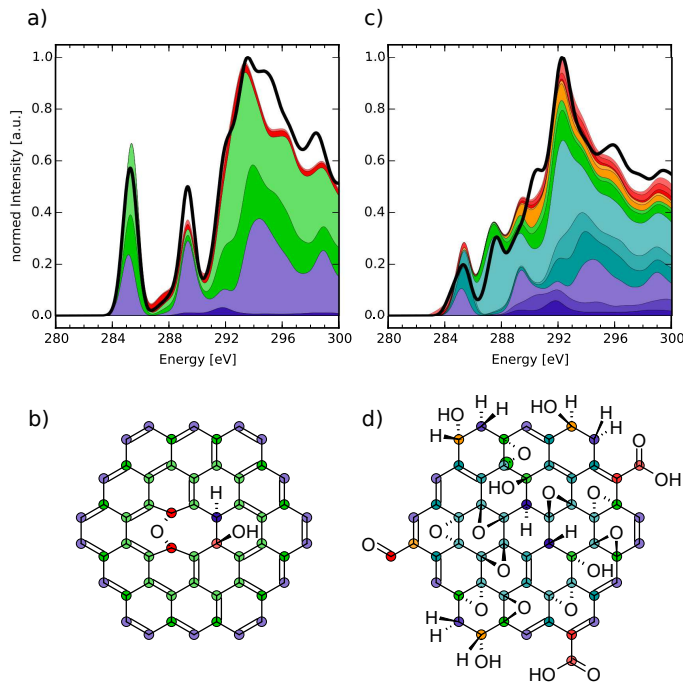 a)
c)
normed Intensity [a.u.]
1.0
0.8
0.6
0.4
0.2
0.0
280 284 288 292 296 300
Energy [eV]
1.0
0.8
0.6
0.4
0.2
0.0
280 284 288 292 296 300
Energy [eV]
b)
H
O
OH
d)
H
HO
H
H
H
HO
H
H
O
OH
O
HO
O
O
O
H
O
O
H
O
O
O
OH
O
O
O
H
H
H
OH
O
HO
O